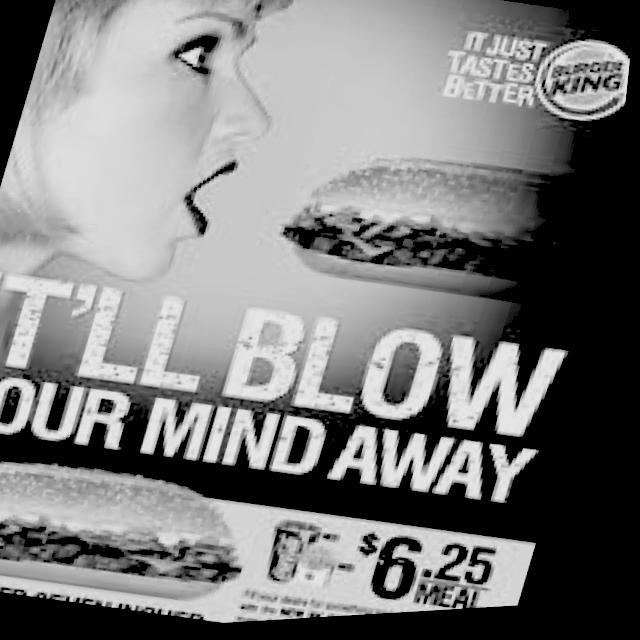 IT JUST
TASTES
BETTER
BURGER
KING
T'LL BLOW
OUR MIND AWAY
$6.25
MEAL